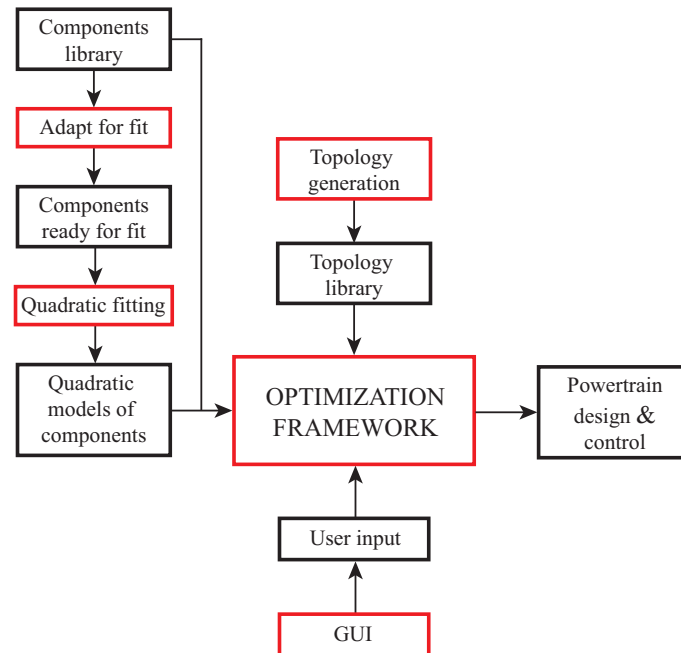 Components
library
Adapt for fit
Components
ready for fit
Quadratic fitting
Quadratic
models of
components
Topology
generation
Topology
library
OPTIMIZATION
FRAMEWORK
User input
GUI
Powertrain
design &
control